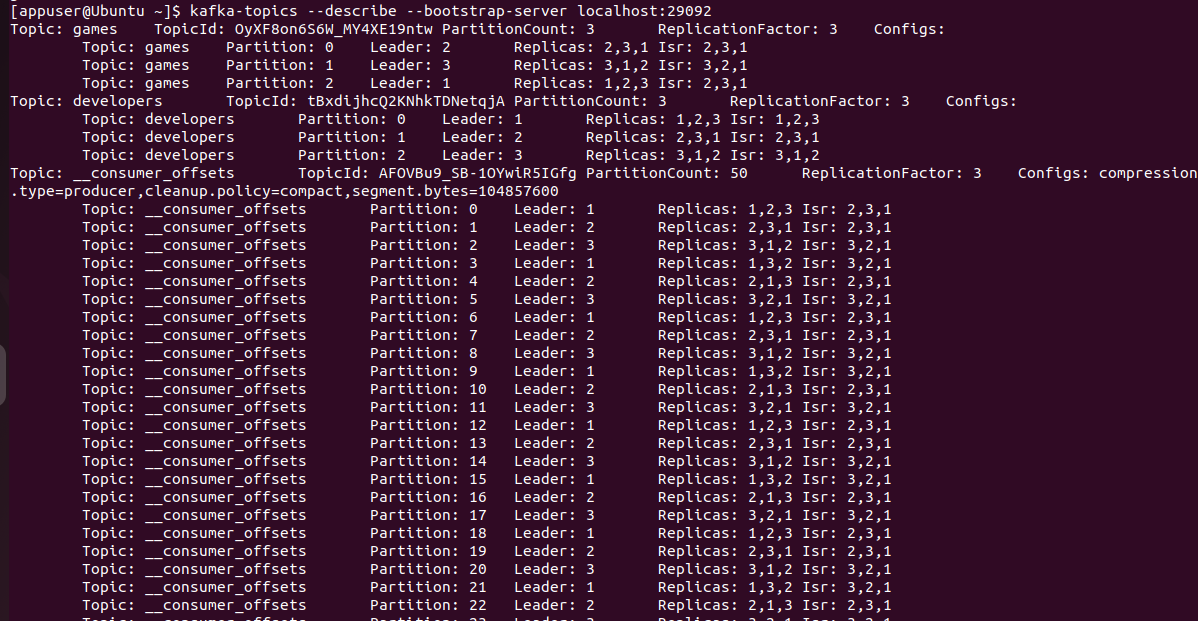 [appuser@Ubuntu ~]$ kafka-topics --describe --bootstrap-server localhost:29092
Topic: games TopicId: OyXF8on6S6W_MY4XE19ntw PartitionCount: 3 ReplicationFactor: 3 Configs:
Topic: games Partition: 0 Leader: 2 Replicas: 2,3,1 Isr: 2,3,1
Topic: games Partition: 1 Leader: 3 Replicas: 3,1,2 Isr: 3,2,1
Topic: games Partition: 2 Leader: 1 Replicas: 1,2,3 Isr: 2,3,1
Topic: developers TopicId: tBxdijhcQ2KNhkTDNetqjA PartitionCount: 3 ReplicationFactor: 3 Configs:
Topic: developers Partition: 0 Leader: 1 Replicas: 1,2,3 Isr: 1,2,3
Topic: developers Partition: 1 Leader: 2 Replicas: 2,3,1 Isr: 2,3,1
Topic: developers Partition: 2 Leader: 3 Replicas: 3,1,2 Isr: 3,1,2
Topic: __consumer_offsets TopicId: AFOVBu9_SB-1OYwiR5IGfg PartitionCount: 50 ReplicationFactor: 3 Configs: compression
.type=producer,cleanup.policy=compact,segment.bytes=104857600
Topic: __consumer_offsets Partition: 0 Leader: 1 Replicas: 1,2,3 Isr: 2,3,1
Topic: __consumer_offsets Partition: 1 Leader: 2 Replicas: 2,3,1 Isr: 2,3,1
Topic: __consumer_offsets Partition: 2 Leader: 3 Replicas: 3,1,2 Isr: 3,2,1
Topic: __consumer_offsets Partition: 3 Leader: 1 Replicas: 1,3,2 Isr: 3,2,1
Topic: __consumer_offsets Partition: 4 Leader: 2 Replicas: 2,1,3 Isr: 2,3,1
Topic: __consumer_offsets Partition: 5 Leader: 3 Replicas: 3,2,1 Isr: 3,2,1
Topic: __consumer_offsets Partition: 6 Leader: 1 Replicas: 1,2,3 Isr: 2,3,1
Topic: __consumer_offsets Partition: 7 Leader: 2 Replicas: 2,3,1 Isr: 2,3,1
Topic: __consumer_offsets Partition: 8 Leader: 3 Replicas: 3,1,2 Isr: 3,2,1
Topic: __consumer_offsets Partition: 9 Leader: 1 Replicas: 1,3,2 Isr: 3,2,1
Topic: __consumer_offsets Partition: 10 Leader: 2 Replicas: 2,1,3 Isr: 2,3,1
Topic: __consumer_offsets Partition: 11 Leader: 3 Replicas: 3,2,1 Isr: 3,2,1
Topic: __consumer_offsets Partition: 12 Leader: 1 Replicas: 1,2,3 Isr: 2,3,1
Topic: __consumer_offsets Partition: 13 Leader: 2 Replicas: 2,3,1 Isr: 2,3,1
Topic: __consumer_offsets Partition: 14 Leader: 3 Replicas: 3,1,2 Isr: 3,2,1
Topic: __consumer_offsets Partition: 15 Leader: 1 Replicas: 1,3,2 Isr: 3,2,1
Topic: __consumer_offsets Partition: 16 Leader: 2 Replicas: 2,1,3 Isr: 2,3,1
Topic: __consumer_offsets Partition: 17 Leader: 3 Replicas: 3,2,1 Isr: 3,2,1
Topic: __consumer_offsets Partition: 18 Leader: 1 Replicas: 1,2,3 Isr: 2,3,1
Topic: __consumer_offsets Partition: 19 Leader: 2 Replicas: 2,3,1 Isr: 2,3,1
Topic: __consumer_offsets Partition: 20 Leader: 3 Replicas: 3,1,2 Isr: 3,2,1
Topic: __consumer_offsets Partition: 21 Leader: 1 Replicas: 1,3,2 Isr: 3,2,1
Topic: __consumer_offsets Partition: 22 Leader: 2 Replicas: 2,1,3 Isr: 2,3,1